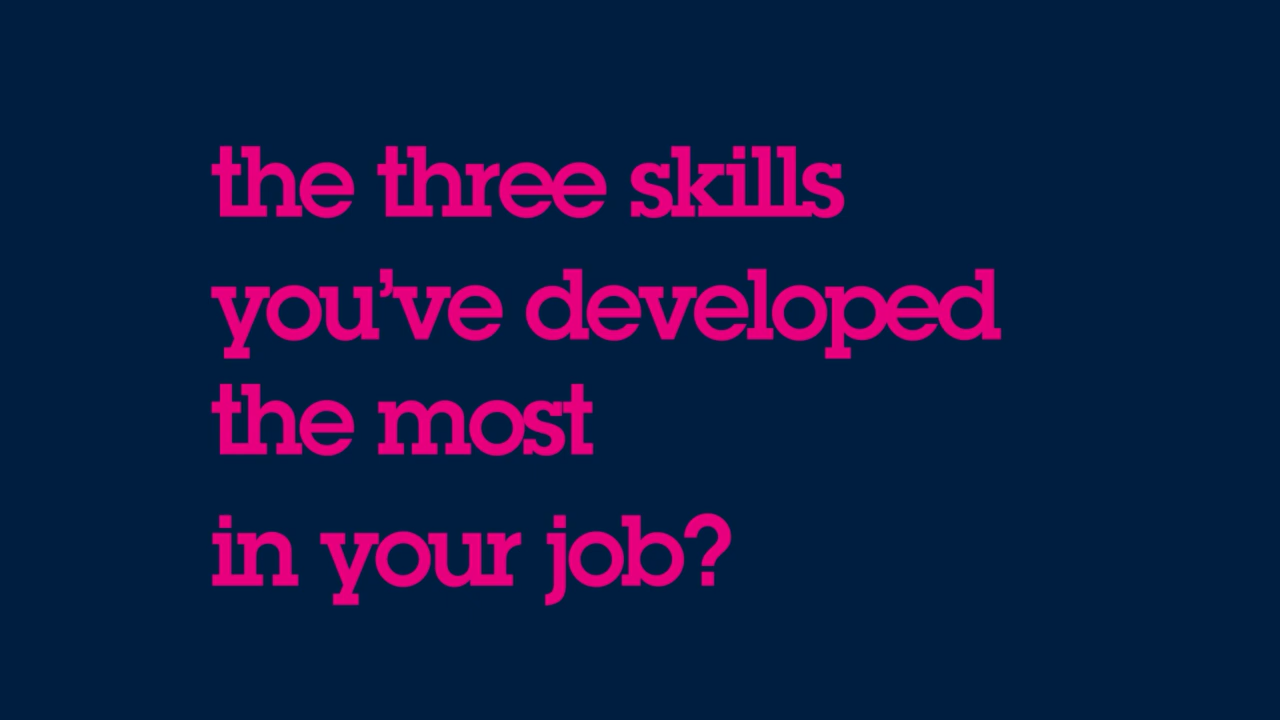 the three skills
you’ve developed
the most
in your job?